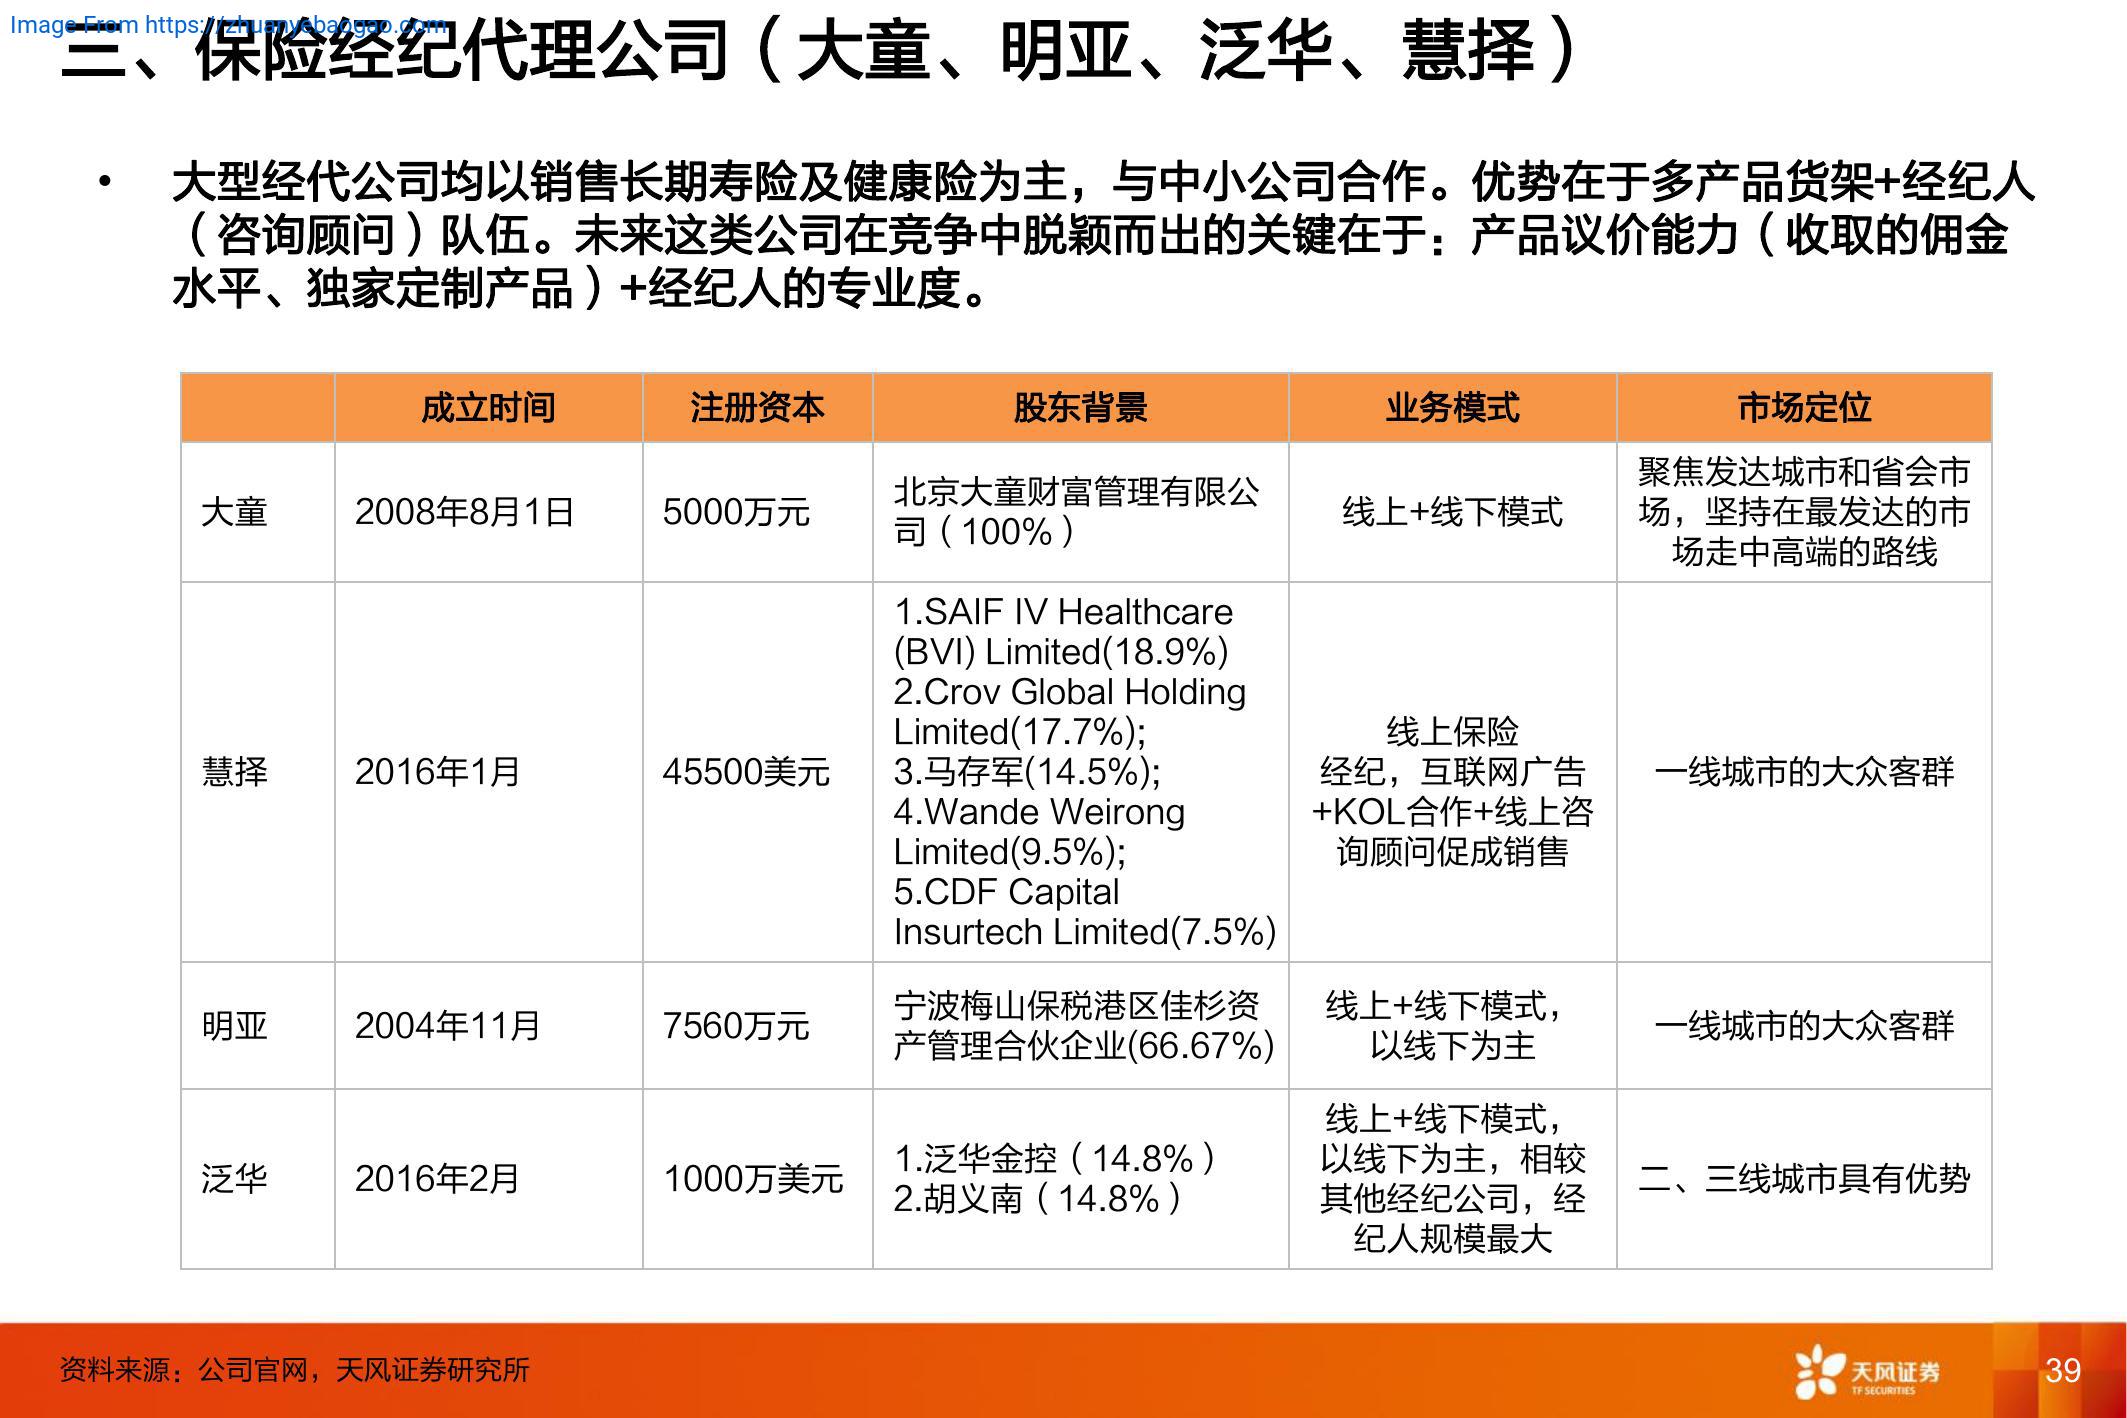 Image From https://zhuanyebaogao.com
三、保险经纪代理公司（大童、明亚、泛华、慧择）
• 大型经代公司均以销售长期寿险及健康险为主，与中小公司合作。优势在于多产品货架+经纪人
（咨询顾问）队伍。未来这类公司在竞争中脱颖而出的关键在于：产品议价能力（收取的佣金
水平、独家定制产品）+经纪人的专业度。
成立时间 注册资本 股东背景 业务模式 市场定位
大童
2008年8月1日
5000万元
北京大童财富管理有限公
司（100%）
线上+线下模式
聚焦发达城市和省会市
场，坚持在最发达的市
场走中高端的路线
慧择
2016年1月
45500美元
1.SAIF IV Healthcare
(BVI) Limited(18.9%)
2.Crov Global Holding
Limited(17.7%);
3.马存军(14.5%);
4.Wande Weirong
Limited(9.5%);
5.CDF Capital
Insurtech Limited(7.5%)
线上保险
经纪，互联网广告
+KOL合作+线上咨
询顾问促成销售
一线城市的大众客群
明亚
2004年11月
7560万元
宁波梅山保税港区佳杉资
产管理合伙企业(66.67%)
线上+线下模式，
以线下为主
一线城市的大众客群
泛华
2016年2月
1000万美元
1.泛华金控（14.8%）
2.胡义南（14.8%）
线上+线下模式，
以线下为主，相较
其他经纪公司，经
纪人规模最大
二、三线城市具有优势
资料来源：公司官网，天风证券研究所
天风证券
TF SECURITIES
39